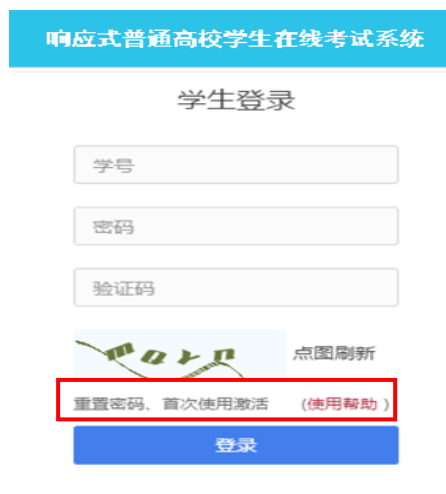 响应式普通高校学生在线考试系统
学生登录
学号
密码
验证码
点图刷新
重置密码、首次使用激活 (使用帮助)
登录